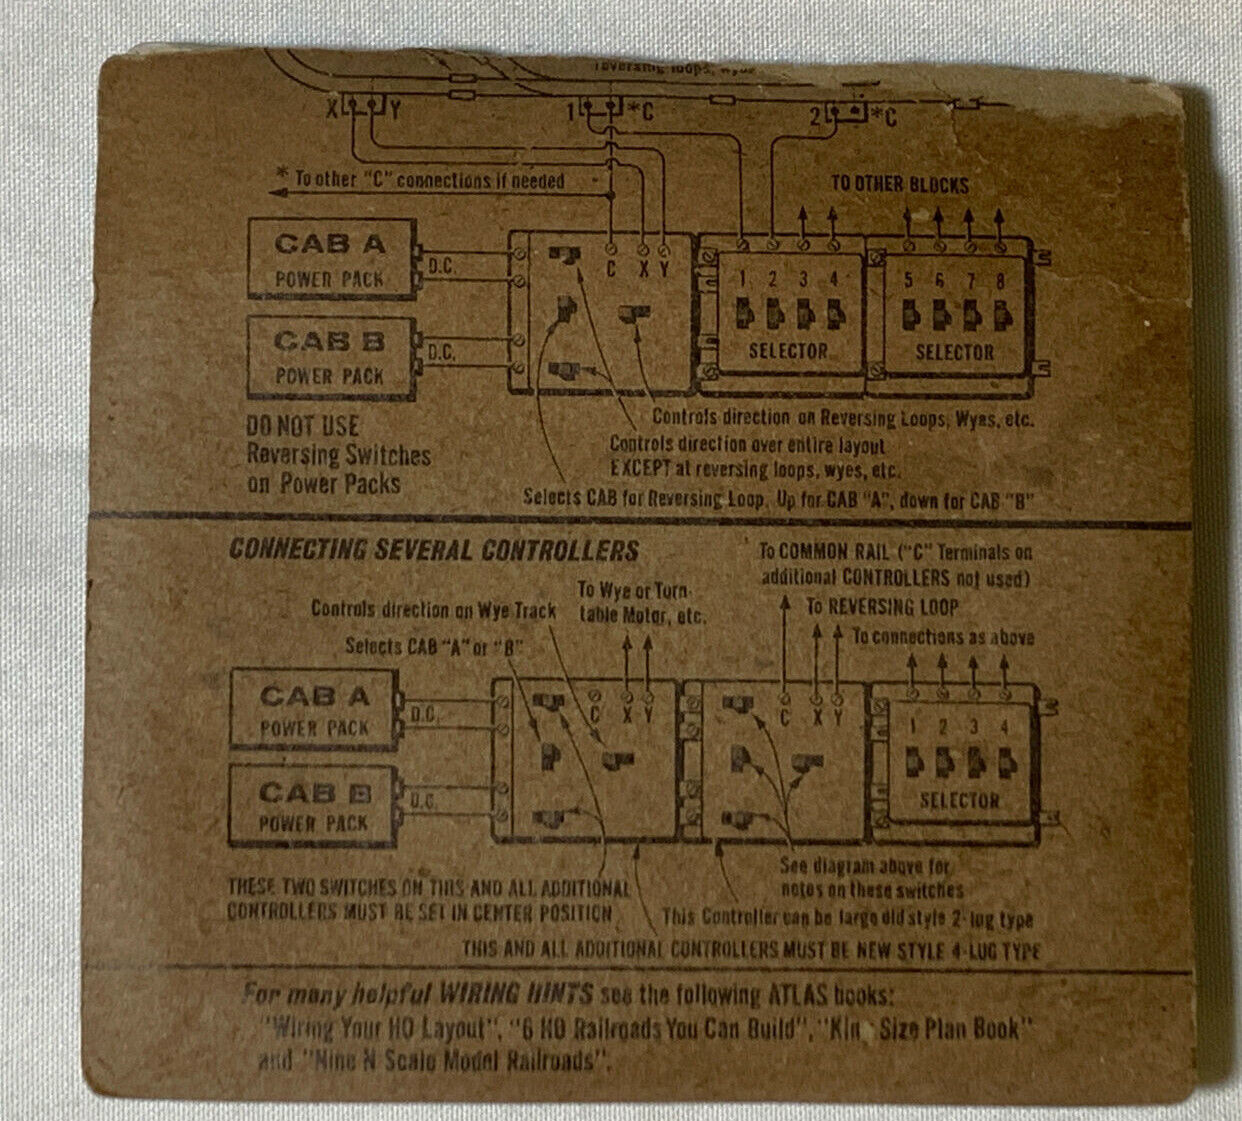 reversing loops, wyes
X Y
1 *C
2 *C
* To other "C" connections if needed
TO OTHER BLOCKS
CAB A
POWER PACK
D.C.
C X Y
1 2 3 4
SELECTOR
5 6 7 8
SELECTOR
CAB B
POWER PACK
D.C.
DO NOT USE
Reversing Switches
on Power Packs
Controls direction on Reversing Loops, Wyes, etc.
Controls direction over entire layout
EXCEPT at reversing loops, wyes, etc.
Selects CAB for Reversing Loop. Up for CAB "A", down for CAB "B"
CONNECTING SEVERAL CONTROLLERS
To COMMON RAIL ("C" Terminals on
additional CONTROLLERS not used)
To Wye or Turn-
table Motor, etc.
Controls direction on Wye Track
To REVERSING LOOP
Selects CAB "A" or "B"
To connections as above
CAB A
POWER PACK
D.C.
C X Y
C X Y
1 2 3 4
SELECTOR
CAB B
POWER PACK
D.C.
See diagram above for
notes on these switches
THESE TWO SWITCHES ON THIS AND ALL ADDITIONAL
CONTROLLERS MUST BE SET IN CENTER POSITION
This Controller can be large old style 2-lug type
THIS AND ALL ADDITIONAL CONTROLLERS MUST BE NEW STYLE 4-LUG TYPE
For many helpful WIRING HINTS see the following ATLAS books:
"Wiring Your HO Layout", "6 HO Railroads You Can Build", "Kin Size Plan Book"
and "Nine N Scale Model Railroads".